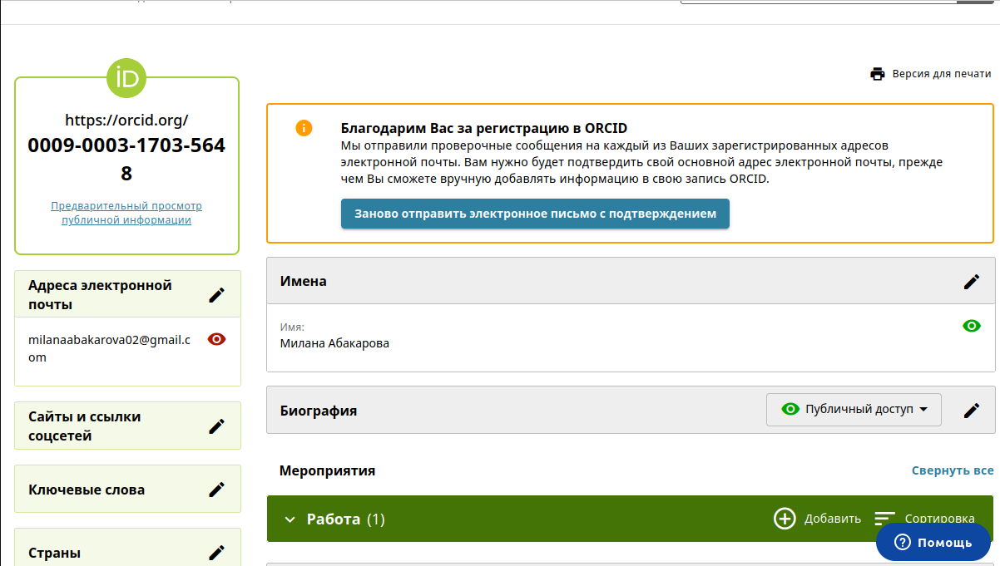 iD
https://orcid.org/
0009-0003-1703-564
8
Предварительный просмотр
публичной информации
Адреса электронной
почты
milanaabakarova02@gmail.c
om
Сайты и ссылки
соцсетей
Ключевые слова
Страны
Версия для печати
Благодарим Вас за регистрацию в ORCID
Мы отправили проверочные сообщения на каждый из Ваших зарегистрированных адресов
электронной почты. Вам нужно будет подтвердить свой основной адрес электронной почты, прежде
чем Вы сможете вручную добавлять информацию в свою запись ORCID.
Заново отправить электронное письмо с подтверждением
Имена
Имя:
Милана Абакарова
Биография
Публичный доступ
Мероприятия
Свернуть все
Работа (1)
Добавить
Сортировка
Помощь